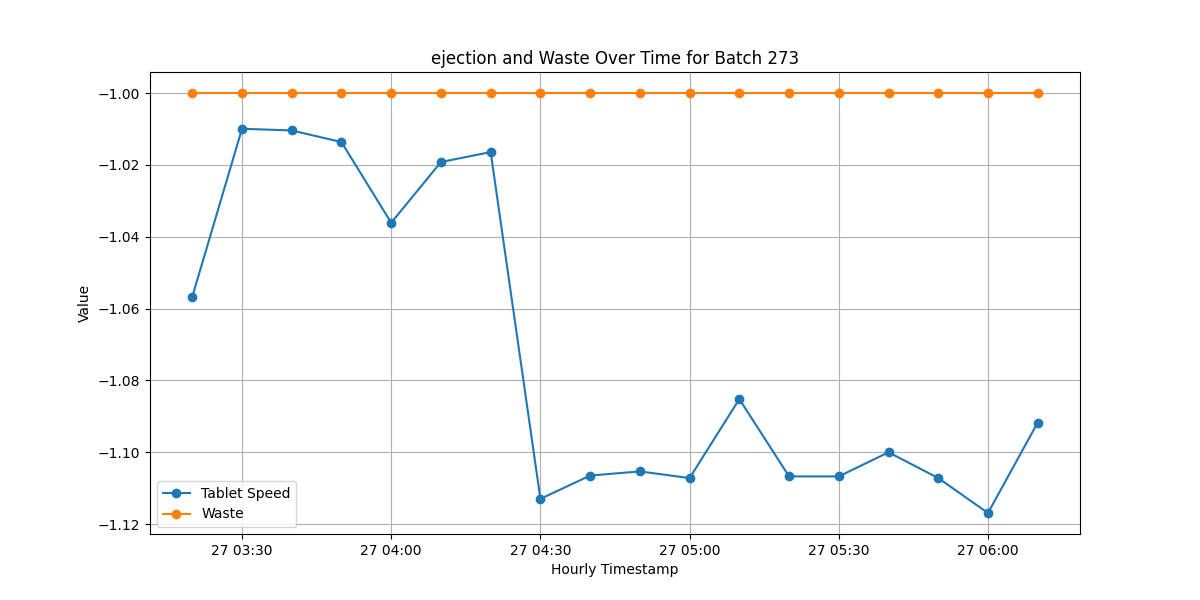 ejection and Waste Over Time for Batch 273
Value
−1.00
−1.02
−1.04
−1.06
−1.08
−1.10
−1.12
Tablet Speed
Waste
27 03:30 27 04:00 27 04:30 27 05:00 27 05:30 27 06:00
Hourly Timestamp